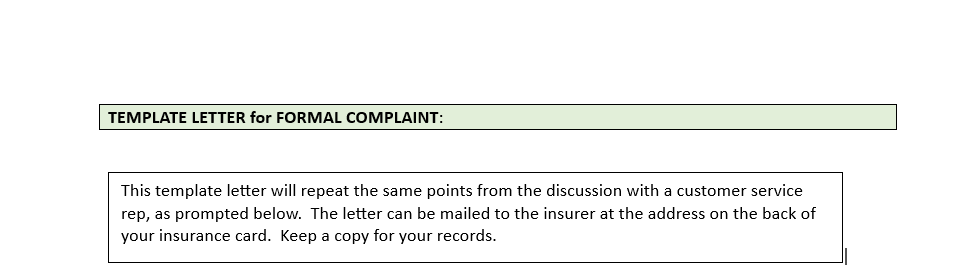 TEMPLATE LETTER for FORMAL COMPLAINT:
This template letter will repeat the same points from the discussion with a customer service
rep, as prompted below.  The letter can be mailed to the insurer at the address on the back of
your insurance card.  Keep a copy for your records.